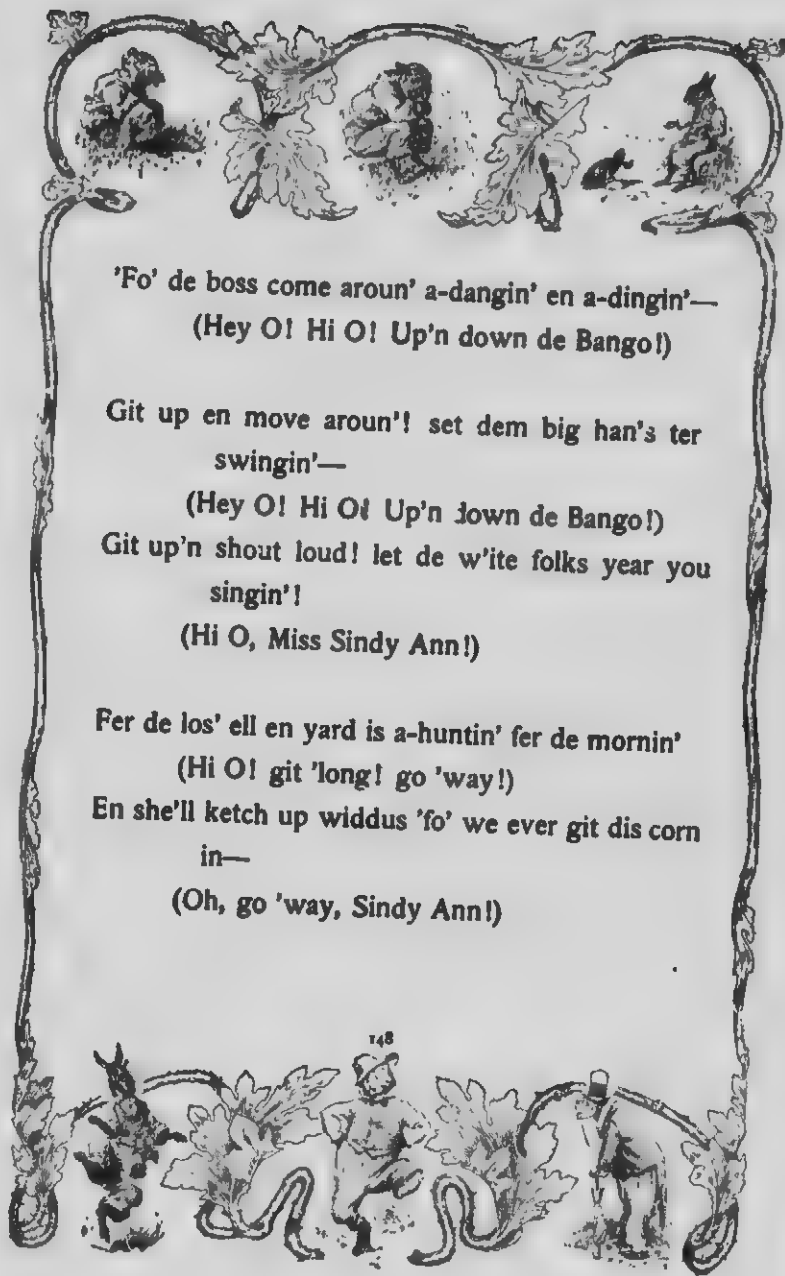 'Fo' de boss come aroun' a-dangin' en a-dingin'—
(Hey O! Hi O! Up'n down de Bango!)
Git up en move aroun'! set dem big han's ter
swingin'—
(Hey O! Hi O! Up'n down de Bango!)
Git up'n shout loud! let de w'ite folks year you
singin'!
(Hi O, Miss Sindy Ann!)
Fer de los' ell en yard is a-huntin' fer de mornin'
(Hi O! git 'long! go 'way!)
En she'll ketch up widdus 'fo' we ever git dis corn
in—
(Oh, go 'way, Sindy Ann!)
148